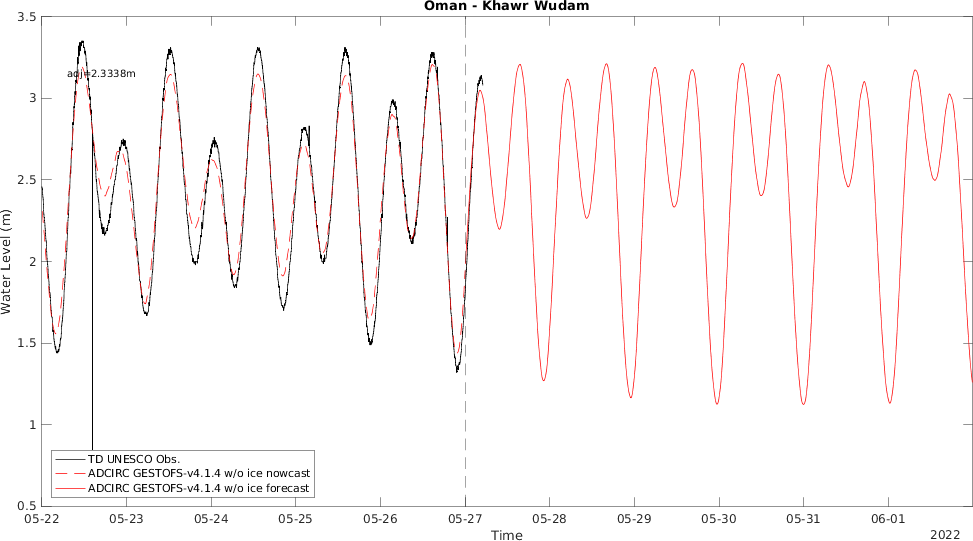 Oman - Khawr Wudam
3.5
adj=2.3338m
3
2.5
Water Level (m)
2
1.5
1
TD UNESCO Obs.
ADCIRC GESTOFS-v4.1.4 w/o ice nowcast
ADCIRC GESTOFS-v4.1.4 w/o ice forecast
0.5
05-22 05-23 05-24 05-25 05-26 05-27 05-28 05-29 05-30 05-31 06-01
Time
2022